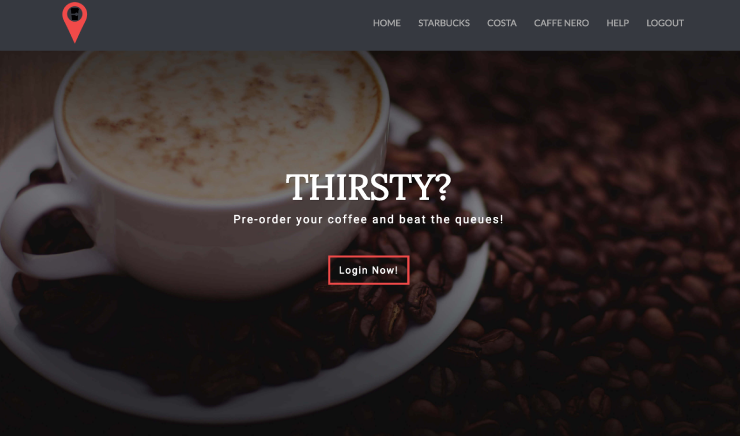 HOME STARBUCKS COSTA CAFFE NERO HELP LOGOUT
THIRSTY?
Pre-order your coffee and beat the queues!
Login Now!